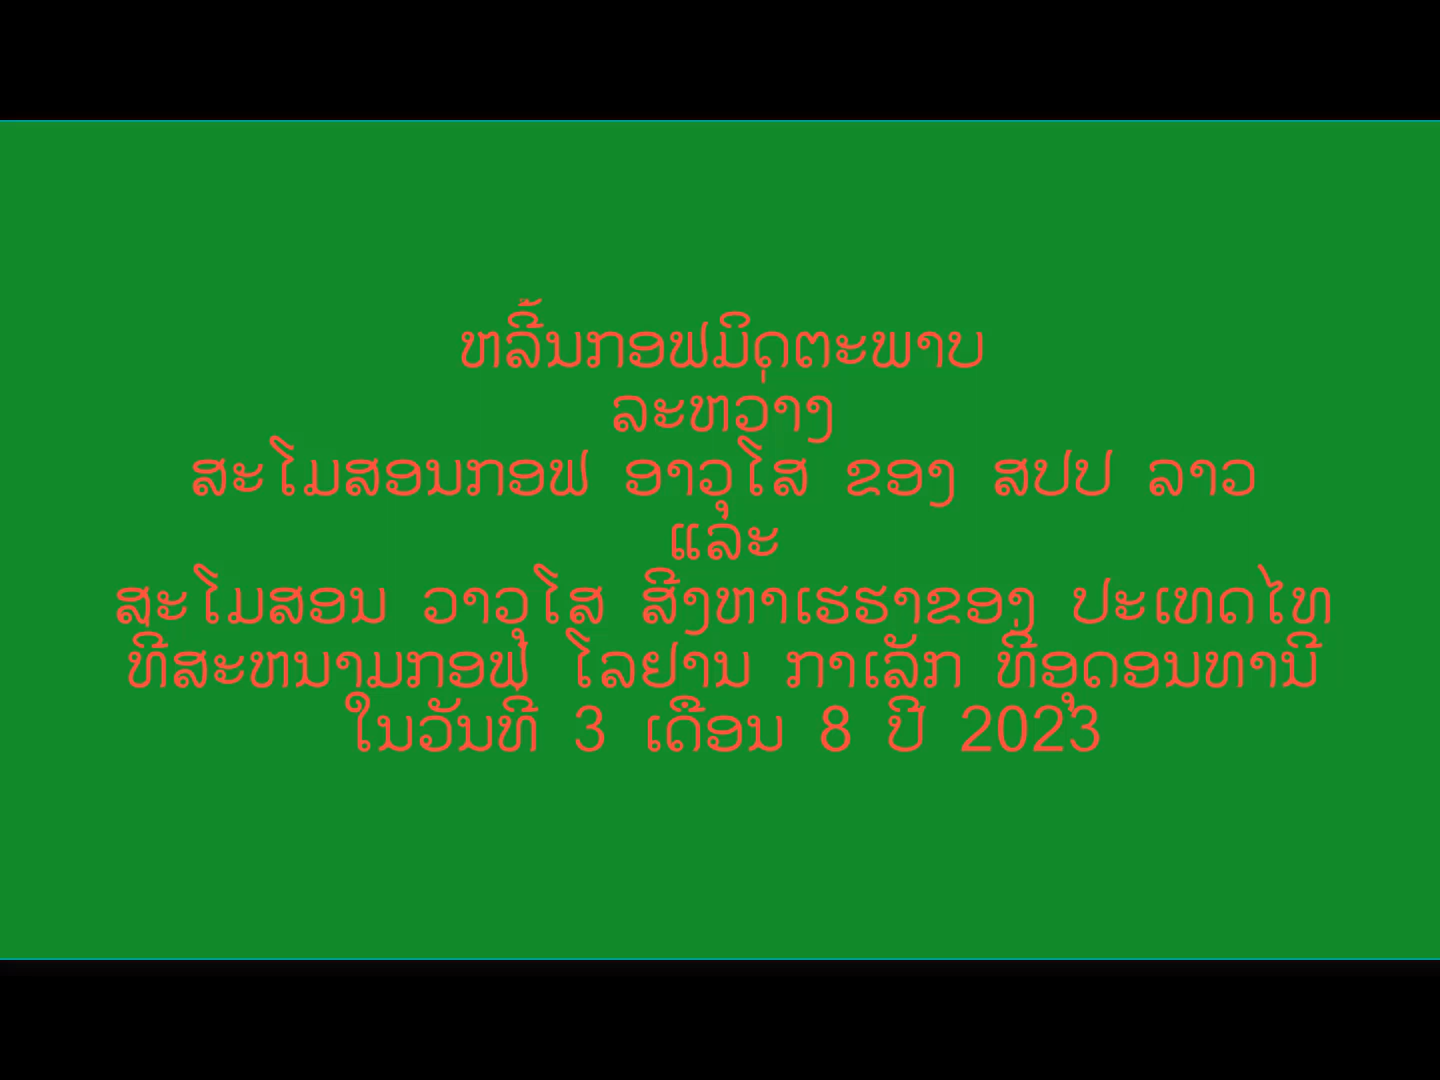 ຫລິ້ນກອຟມິດຕະພາບ
ລະຫວ່າງ
ສະໂມສອນກອຟ ອາວຸໂສ ຂອງ ສປປ ລາວ
ແລະ
ສະໂມສອນ ວາວຸໂສ ສີງຫາເຮຮາຂອງ ປະເທດໄທ
ທີ່ສະຫນາມກອຟ ໂລຢານ ກາເລັກ ທີ່ອຸດອນທານີ
ໃນວັນທີ່ 3 ເດືອນ 8 ປີ 2023